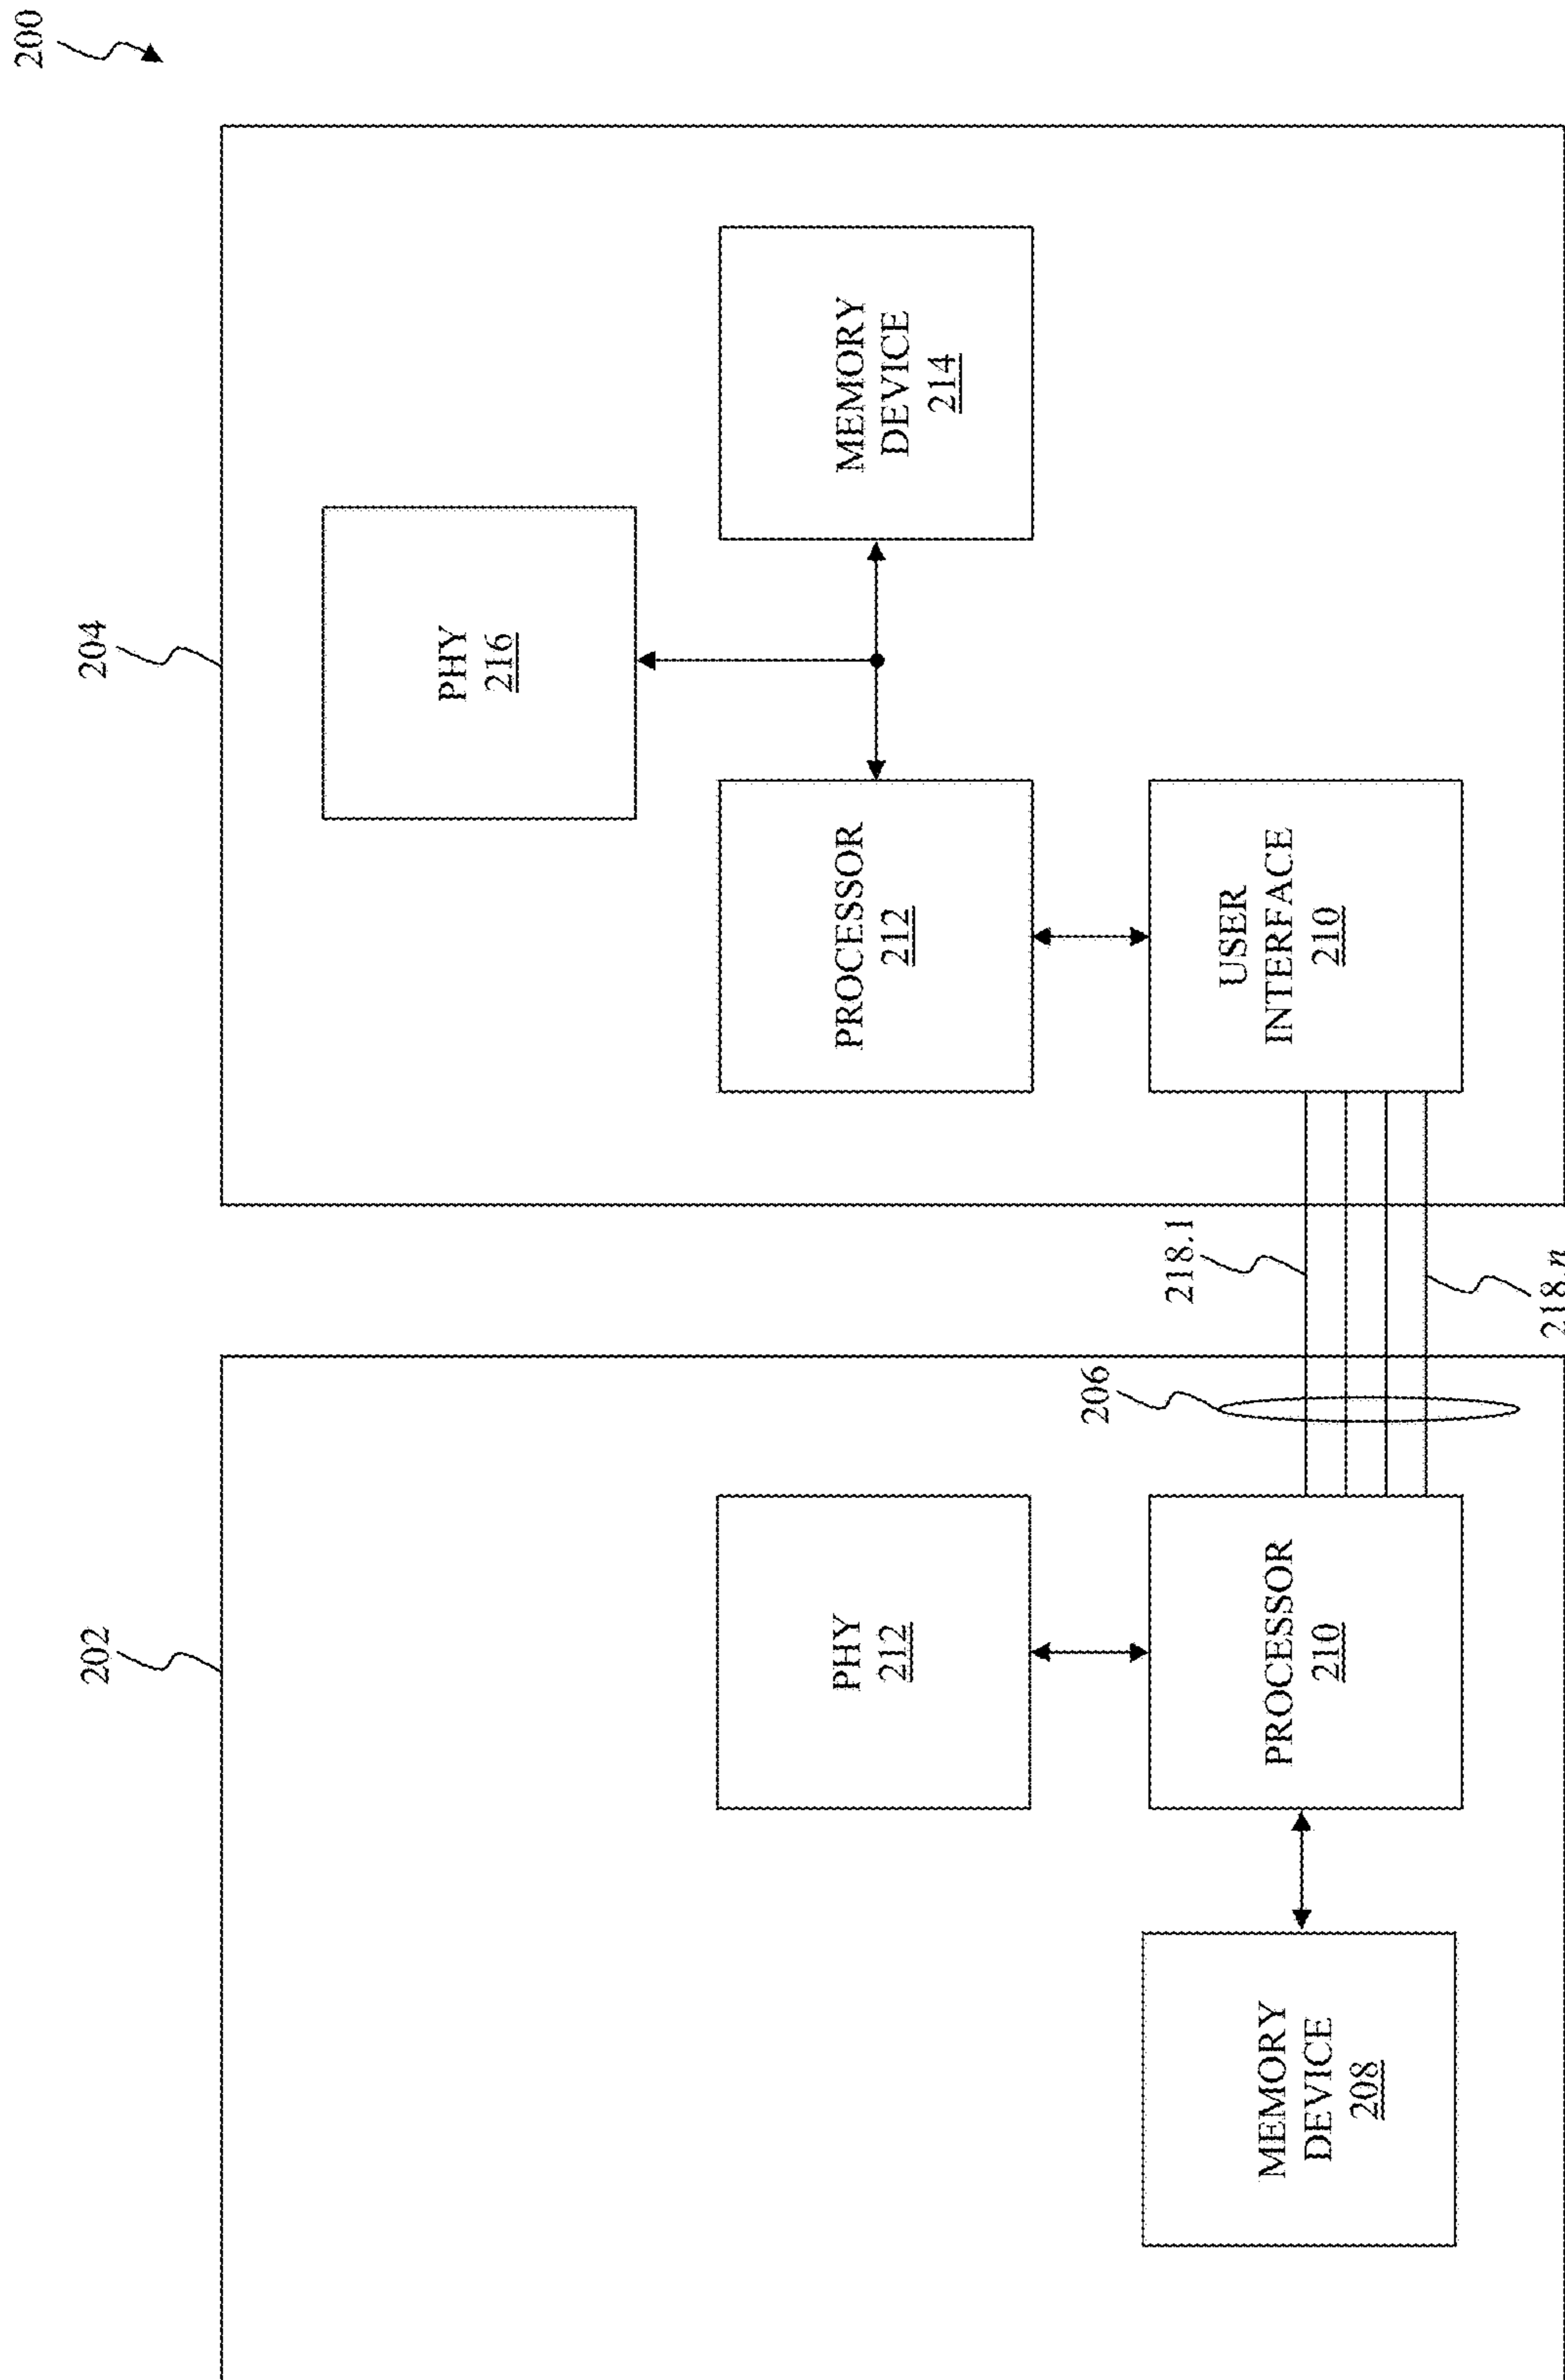 200
202
204
PHY
216
PHY
212
PROCESSOR
212
MEMORY
DEVICE
214
206
218.1
MEMORY
DEVICE
208
PROCESSOR
210
USER
INTERFACE
210
218.n